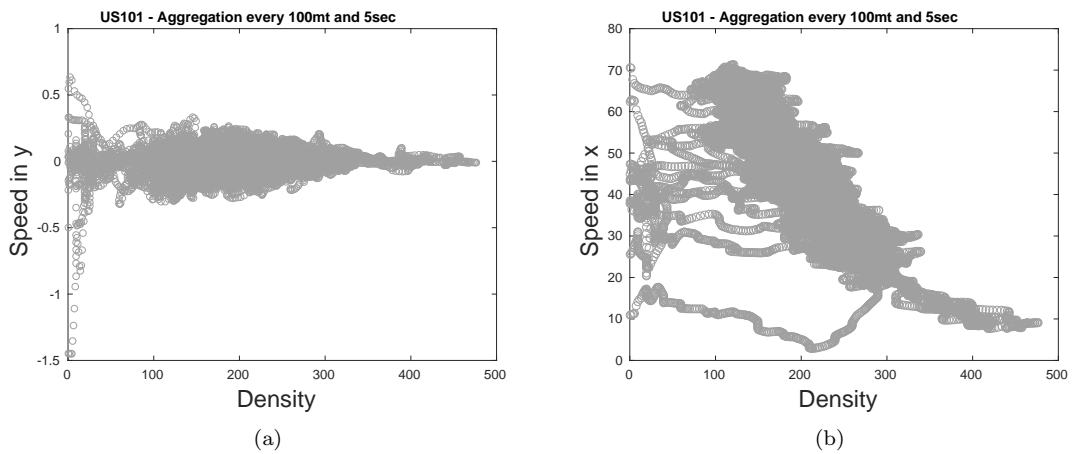 US101 - Aggregation every 100mt and 5sec
1
0.5
0
-0.5
-1
-1.5
Speed in y
0 100 200 300 400 500
Density
(a)
US101 - Aggregation every 100mt and 5sec
80
70
60
50
40
30
20
10
0
Speed in x
0 100 200 300 400 500
Density
(b)